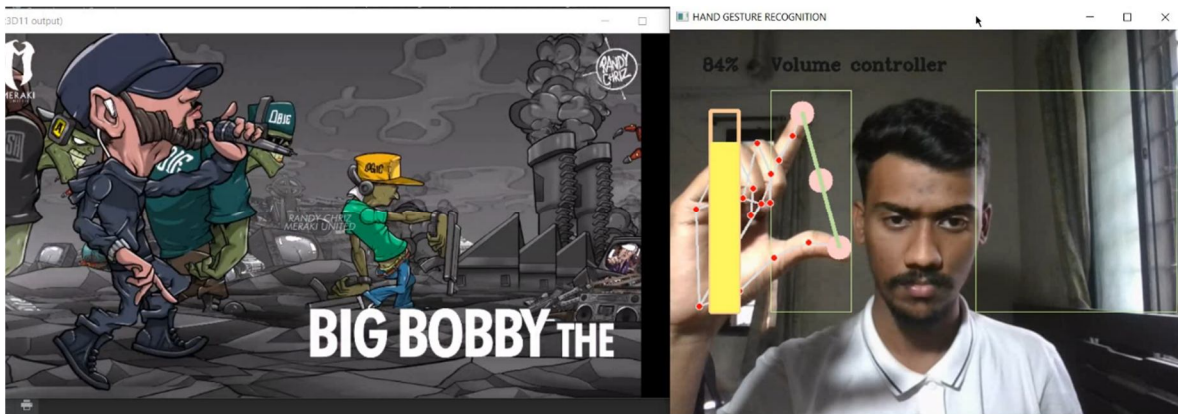 3D11 output)
HAND GESTURE RECOGNITION
84%  Volume controller
MERAKI
RANDY
CHRIZ
OBIE
OBIE
RANDY CHRIZ
MERAKI UNITED
BIG BOBBY THE